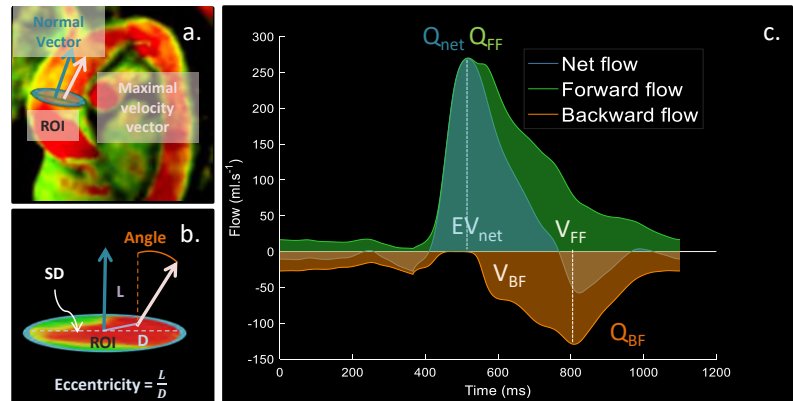 a.
Normal
Vector
Maximal
velocity
vector
ROI
b.
Angle
SD
L
ROI
D
Eccentricity = L/D
c.
Q_net Q_FF
Net flow
Forward flow
Backward flow
EV_net
V_FF
V_BF
Q_BF
Flow (ml.s⁻¹)
300
250
200
150
100
50
0
-50
-100
-150
0 200 400 600 800 1000 1200
Time (ms)